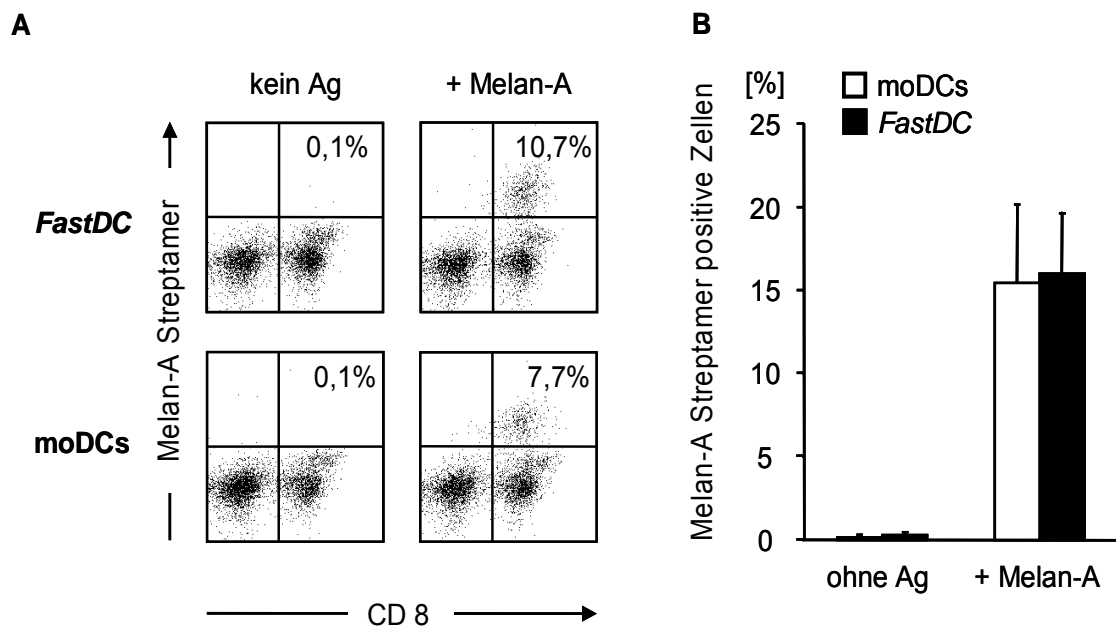 A
kein Ag
+ Melan-A
FastDC
0,1%
10,7%
moDCs
0,1%
7,7%
Melan-A Streptamer
CD 8
B
[%]
moDCs
FastDC
Melan-A Streptamer positive Zellen
25
20
15
10
5
0
ohne Ag
+ Melan-A